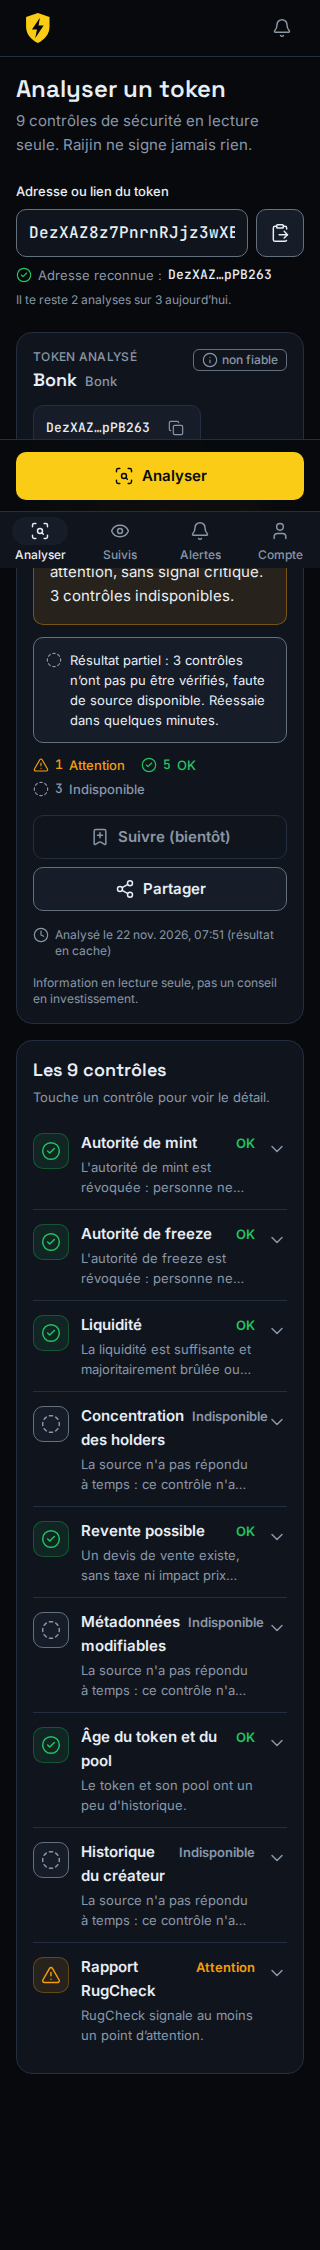 Analyser un token
9 contrôles de sécurité en lecture
seule. Raijin ne signe jamais rien.
Adresse ou lien du token
DezXAZ8z7PnrnRJjz3wXE
Adresse reconnue : DezXAZ…pPB263
Il te reste 2 analyses sur 3 aujourd’hui.
TOKEN ANALYSÉ
non fiable
Bonk Bonk
DezXAZ…pPB263
Analyser
Analyser Suivis Alertes Compte
attention, sans signal critique.
3 contrôles indisponibles.
Résultat partiel : 3 contrôles
n’ont pas pu être vérifiés, faute
de source disponible. Réessaie
dans quelques minutes.
1 Attention 5 OK
3 Indisponible
Suivre (bientôt)
Partager
Analysé le 22 nov. 2026, 07:51 (résultat
en cache)
Information en lecture seule, pas un conseil
en investissement.
Les 9 contrôles
Touche un contrôle pour voir le détail.
Autorité de mint OK
L'autorité de mint est
révoquée : personne ne…
Autorité de freeze OK
L'autorité de freeze est
révoquée : personne ne…
Liquidité OK
La liquidité est suffisante et
majoritairement brûlée ou…
Concentration Indisponible
des holders
La source n'a pas répondu
à temps : ce contrôle n'a…
Revente possible OK
Un devis de vente existe,
sans taxe ni impact prix…
Métadonnées Indisponible
modifiables
La source n'a pas répondu
à temps : ce contrôle n'a…
Âge du token et du OK
pool
Le token et son pool ont un
peu d'historique.
Historique Indisponible
du créateur
La source n'a pas répondu
à temps : ce contrôle n'a…
Rapport Attention
RugCheck
RugCheck signale au moins
un point d’attention.